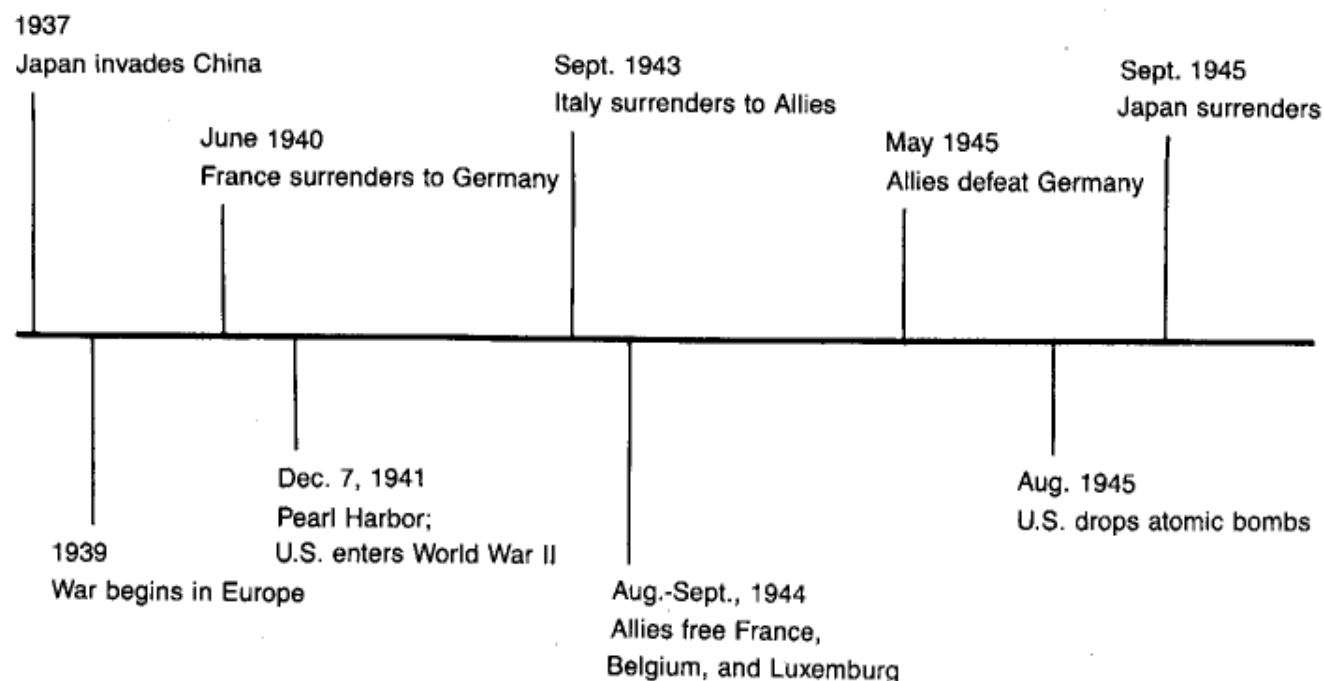 1937
Japan invades China
June 1940
France surrenders to Germany
Sept. 1943
Italy surrenders to Allies
May 1945
Allies defeat Germany
Sept. 1945
Japan surrenders
1939
War begins in Europe
Dec. 7, 1941
Pearl Harbor;
U.S. enters World War II
Aug.-Sept., 1944
Allies free France,
Belgium, and Luxemburg
Aug. 1945
U.S. drops atomic bombs